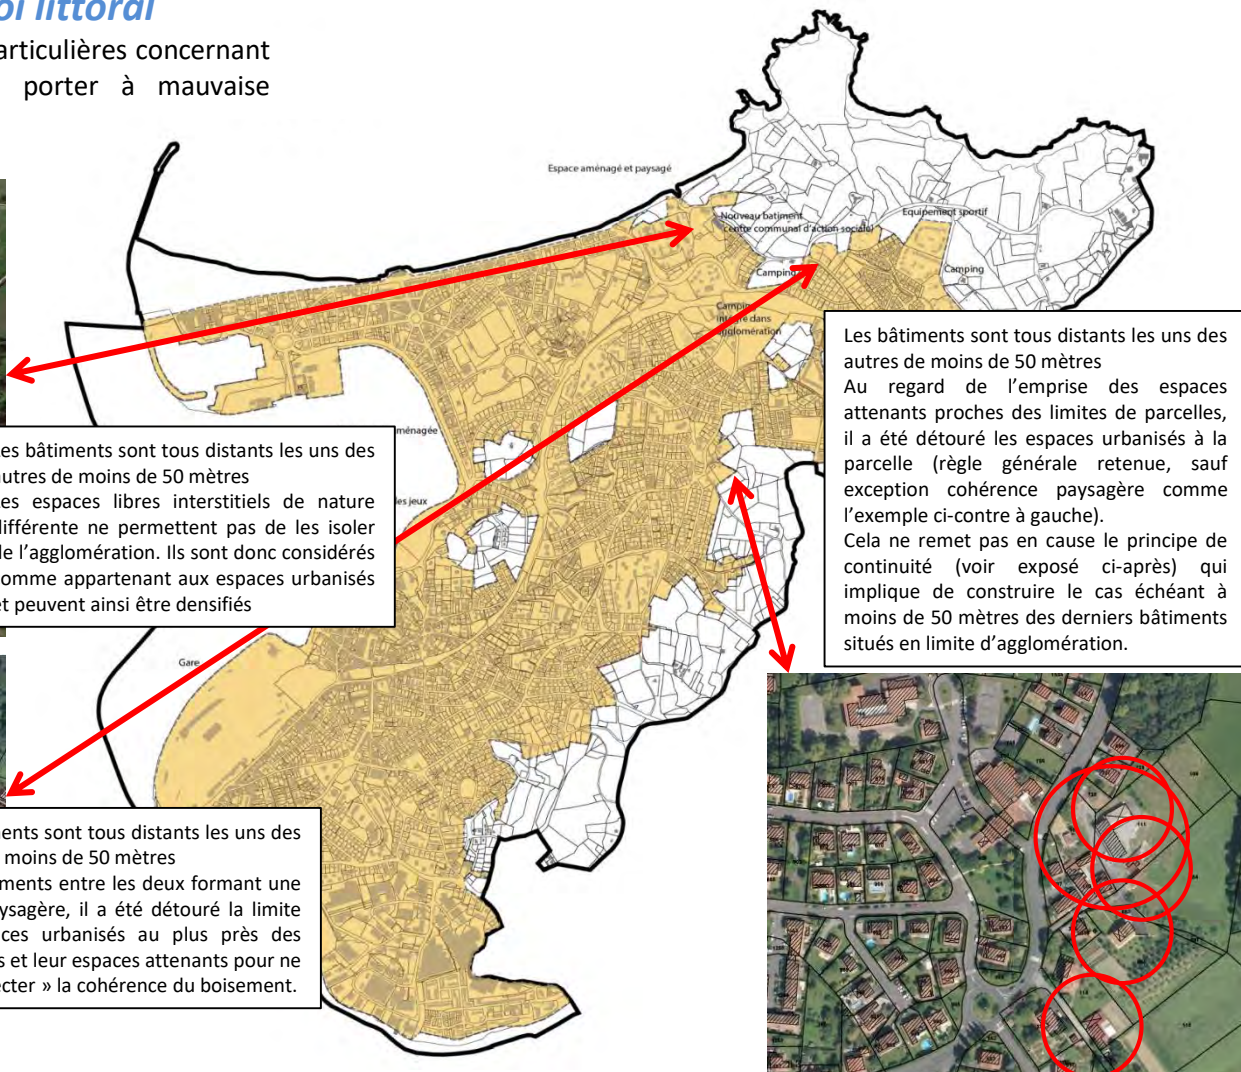 oi littoral
articulières concernant
porter à mauvaise
Espace aménagé et paysagé
Nouveau batiment
centre communal d'action sociale)
Equipement sportif
Camping
Camping
Camping
intégré dans
agglomération
ménagée
les jeux
Gare
Les bâtiments sont tous distants les uns des
autres de moins de 50 mètres
Au regard de l'emprise des espaces
attenants proches des limites de parcelles,
il a été détouré les espaces urbanisés à la
parcelle (règle générale retenue, sauf
exception cohérence paysagère comme
l'exemple ci-contre à gauche).
Cela ne remet pas en cause le principe de
continuité (voir exposé ci-après) qui
implique de construire le cas échéant à
moins de 50 mètres des derniers bâtiments
situés en limite d'agglomération.
Les bâtiments sont tous distants les uns des
autres de moins de 50 mètres
Les espaces libres interstitiels de nature
différente ne permettent pas de les isoler
de l'agglomération. Ils sont donc considérés
comme appartenant aux espaces urbanisés
et peuvent ainsi être densifiés
ments sont tous distants les uns des
moins de 50 mètres
ments entre les deux formant une
ysagère, il a été détouré la limite
ces urbanisés au plus près des
s et leur espaces attenants pour ne
ecter » la cohérence du boisement.